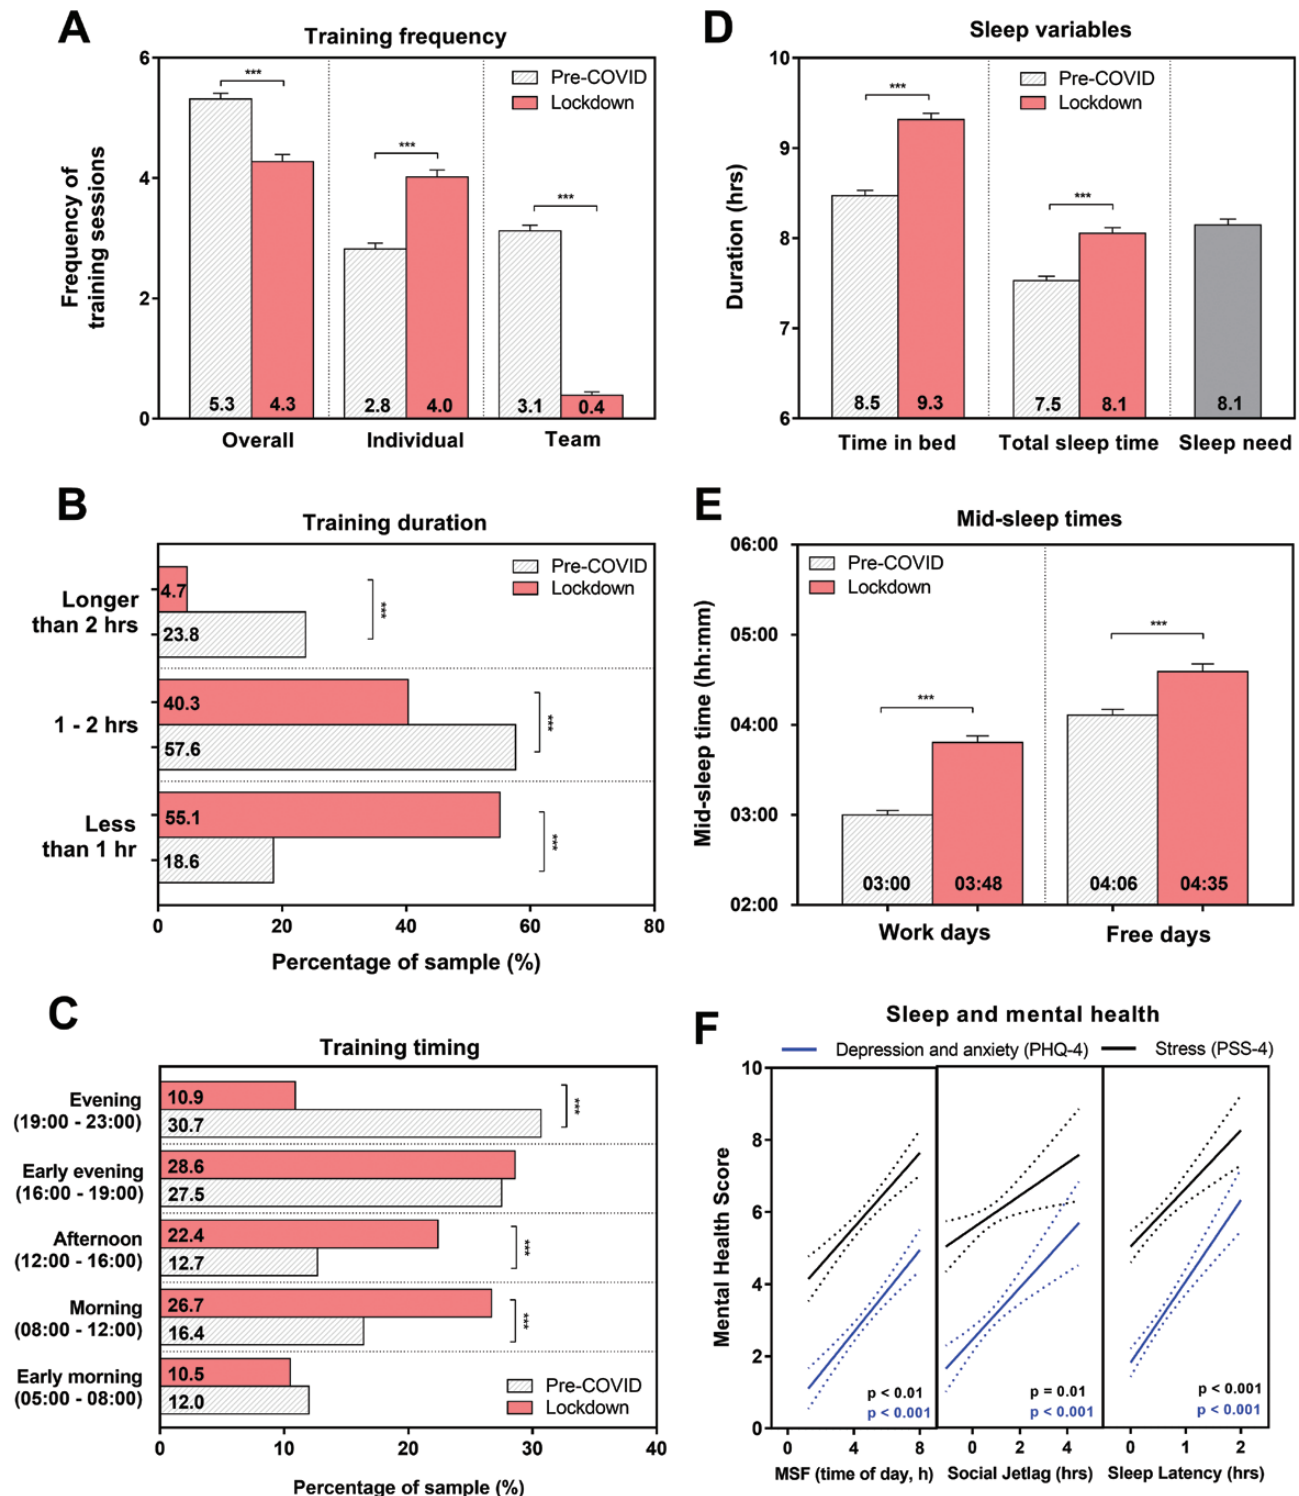 A
Training frequency
Frequency of
training sessions
6
4
2
0
Pre-COVID
Lockdown
***
***
***
5.3
4.3
2.8
4.0
3.1
0.4
Overall
Individual
Team
B
Training duration
Pre-COVID
Lockdown
Longer
than 2 hrs
4.7
23.8
***
1 - 2 hrs
40.3
57.6
***
Less
than 1 hr
55.1
18.6
***
0
20
40
60
80
Percentage of sample (%)
C
Training timing
Evening
(19:00 - 23:00)
10.9
30.7
***
Early evening
(16:00 - 19:00)
28.6
27.5
Afternoon
(12:00 - 16:00)
22.4
12.7
***
Morning
(08:00 - 12:00)
26.7
16.4
***
Early morning
(05:00 - 08:00)
10.5
12.0
Pre-COVID
Lockdown
0
10
20
30
40
Percentage of sample (%)
D
Sleep variables
Duration (hrs)
10
9
8
7
6
Pre-COVID
Lockdown
***
***
8.5
9.3
7.5
8.1
8.1
Time in bed
Total sleep time
Sleep need
E
Mid-sleep times
Mid-sleep time (hh:mm)
06:00
05:00
04:00
03:00
02:00
Pre-COVID
Lockdown
***
***
03:00
03:48
04:06
04:35
Work days
Free days
F
Sleep and mental health
Depression and anxiety (PHQ-4)
Stress (PSS-4)
Mental Health Score
10
8
6
4
2
0
p < 0.01
p < 0.001
p = 0.01
p < 0.001
p < 0.001
p < 0.001
0
4
8
0
2
4
0
1
2
MSF (time of day, h)
Social Jetlag (hrs)
Sleep Latency (hrs)